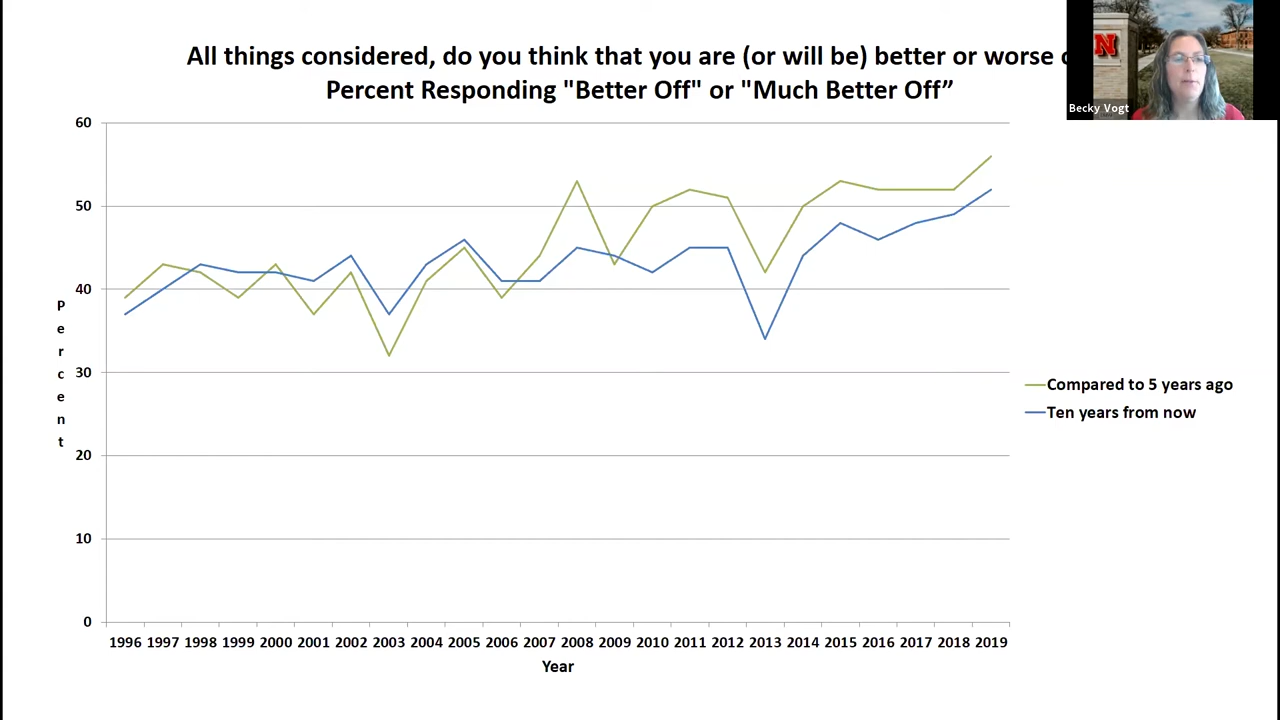 All things considered, do you think that you are (or will be) better or worse
Percent Responding "Better Off" or "Much Better Off”
N
Becky Vogt
60
50
40
30
20
10
0
Percent
Compared to 5 years ago
Ten years from now
1996 1997 1998 1999 2000 2001 2002 2003 2004 2005 2006 2007 2008 2009 2010 2011 2012 2013 2014 2015 2016 2017 2018 2019
Year